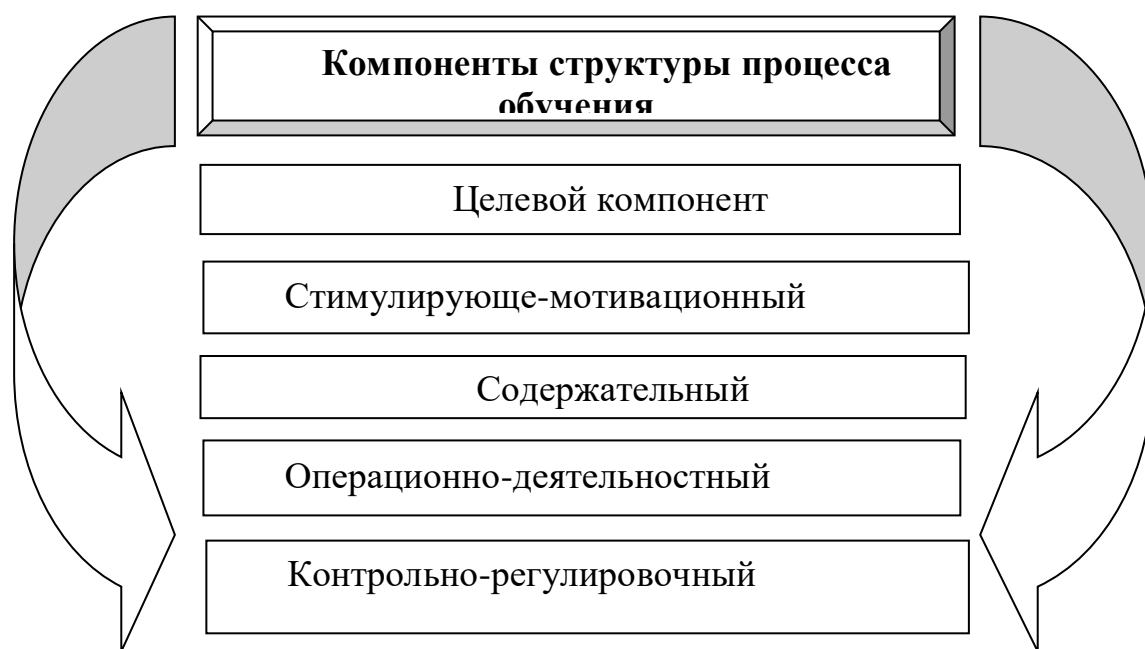 Компоненты структуры процесса
обучения
Целевой компонент
Стимулирующе-мотивационный
Содержательный
Операционно-деятельностный
Контрольно-регулировочный